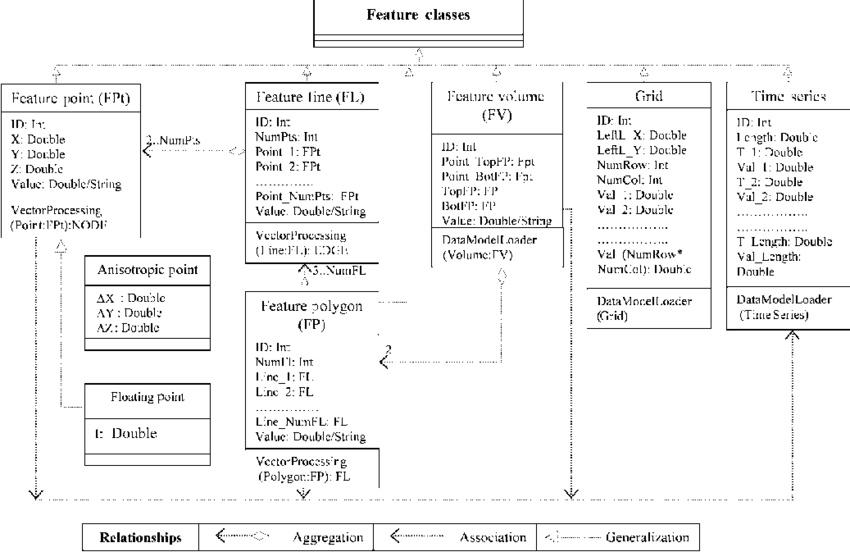 Feature classes
Feature point (FPt)
ID: Int
X: Double
Y: Double
Z: Double
Value: Double/String
VectorProcessing
(Point:FPt):NODE
2..NumPts
Feature line (FL)
ID: Int
NumPts: Int
Point_1: FPt
Point_2: FPt
...............
Point_NumPts: FPt
Value: Double/String
VectorProcessing
(Line:FL): EDGE
3..NumFL
Feature volume
(FV)
ID: Int
Point_TopFP: Fpt
Point_BotFP: Fpt
TopFP: FP
BotFP: FP
Value: Double/String
DataModelLoader
(Volume:FV)
Grid
ID: Int
LeftL_X: Double
LeftL_Y: Double
NumRow: Int
NumCol: Int
Val_1: Double
Val_2: Double
..................
..................
Val_(NumRow*
NumCol): Double
DataModelLoader
(Grid)
Time series
ID: Int
Length: Double
T_1: Double
Val_1: Double
T_2: Double
Val_2: Double
..................
..................
T_Length: Double
Val_Length:
Double
DataModelLoader
(TimeSeries)
Anisotropic point
ΔX : Double
ΔY : Double
ΔZ : Double
Feature polygon
(FP)
ID: Int
NumFl: Int
Line_1: FL
Line_2: FL
...............
Line_NumFL: FL
Value: Double/String
VectorProcessing
(Polygon:FP): FL
2
Floating point
t: Double
Relationships
Aggregation
Association
Generalization